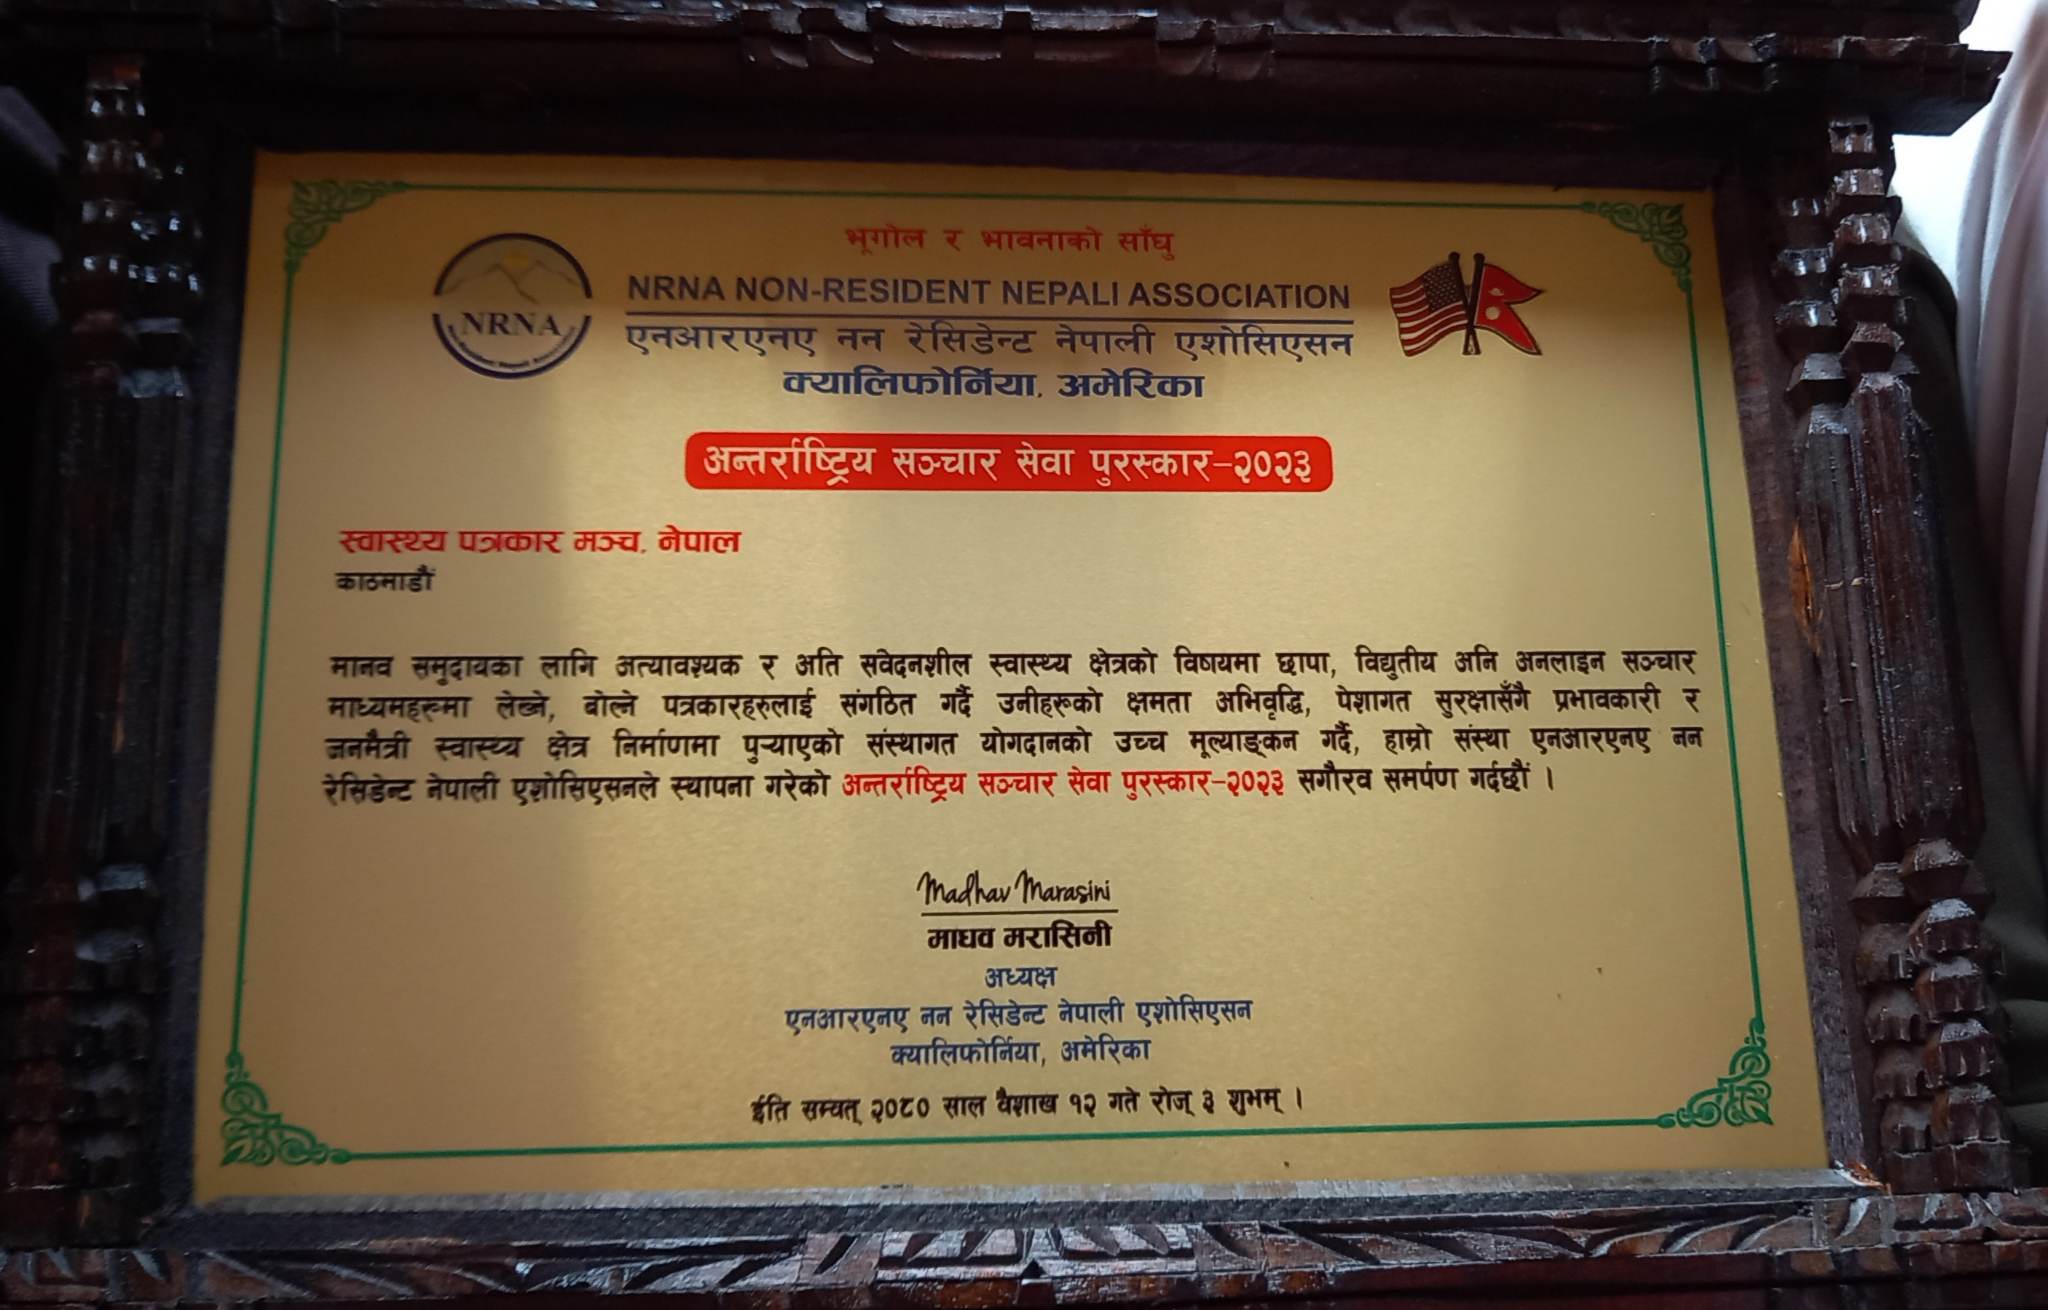 भूगोल र भावनाको साँघु
NRNA NON-RESIDENT NEPALI ASSOCIATION
NRNA
एनआरएनए नन रेसिडेन्ट नेपाली एशोसिएसन
क्यालिफोर्निया, अमेरिका
अन्तर्राष्ट्रिय सञ्चार सेवा पुरस्कार-२०२३
स्वास्थ्य पत्रकार मञ्च, नेपाल
काठमाडौं
मानव समुदायका लागि अत्यावश्यक र अति संवेदनशील स्वास्थ्य क्षेत्रको विषयमा छापा, विद्युतीय अनि अनलाइन सञ्चार
माध्यमहरूमा लेख्ने, बोल्ने पत्रकारहरुलाई संगठित गर्दै उनीहरूको क्षमता अभिवृद्धि, पेशागत सुरक्षासँगै प्रभावकारी र
जनमैत्री स्वास्थ्य क्षेत्र निर्माणमा पुऱ्याएको संस्थागत योगदानको उच्च मूल्याङ्कन गर्दै, हाम्रो संस्था एनआरएनए नन
रेसिडेन्ट नेपाली एशोसिएसनले स्थापना गरेको अन्तर्राष्ट्रिय सञ्चार सेवा पुरस्कार-२०२३ सगौरव समर्पण गर्दछौं ।
Madhav Marasini
माधव मरासिनी
अध्यक्ष
एनआरएनए नन रेसिडेन्ट नेपाली एशोसिएसन
क्यालिफोर्निया, अमेरिका
ईति सम्वत् २०८० साल वैशाख १२ गते रोज् ३ शुभम् ।